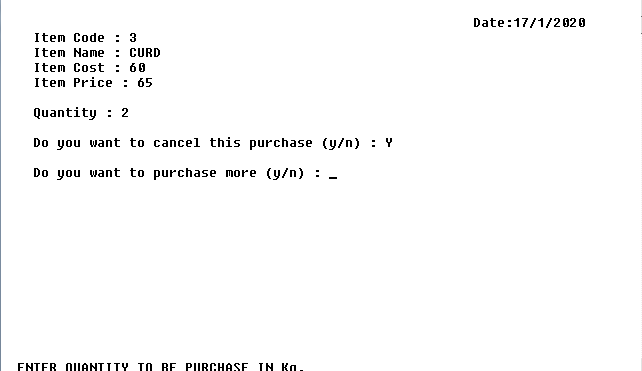 Date:17/1/2020
Item Code : 3
Item Name : CURD
Item Cost : 60
Item Price : 65
Quantity : 2
Do you want to cancel this purchase (y/n) : Y
Do you want to purchase more (y/n) : _
ENTER QUANTITY TO BE PURCHASE IN Kg.